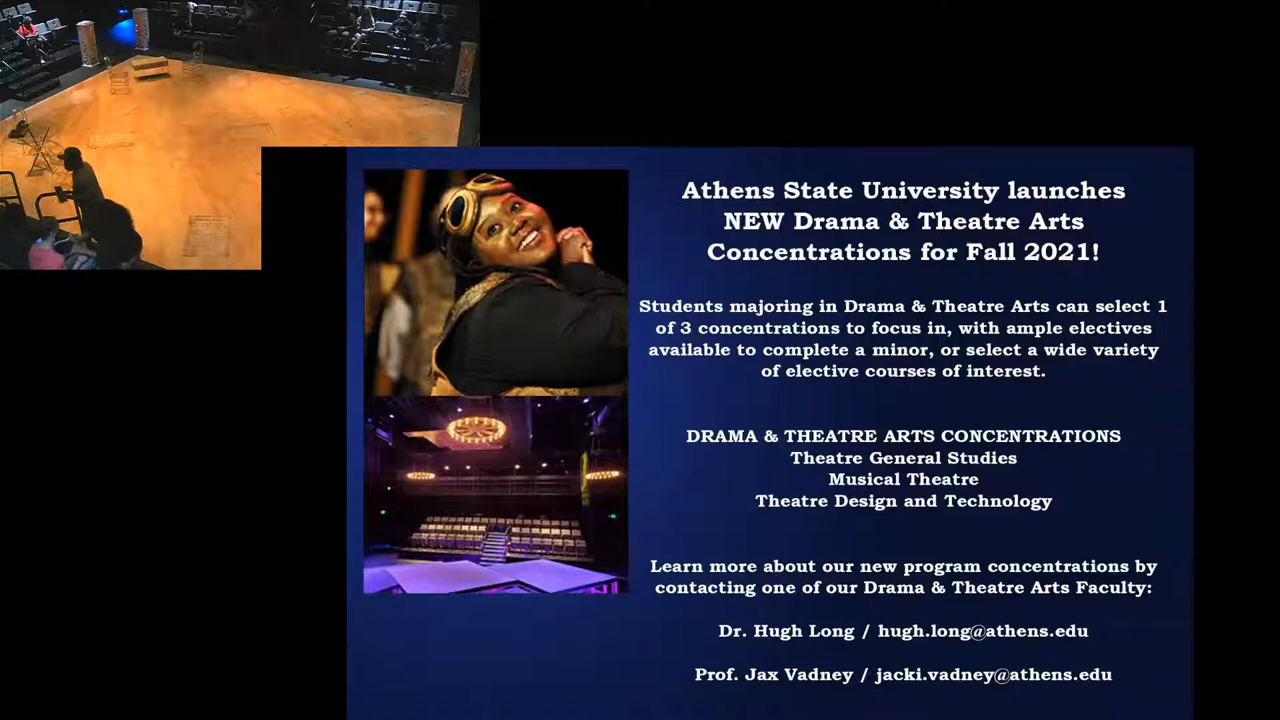 Athens State University launches
NEW Drama & Theatre Arts
Concentrations for Fall 2021!
Students majoring in Drama & Theatre Arts can select 1
of 3 concentrations to focus in, with ample electives
available to complete a minor, or select a wide variety
of elective courses of interest.
DRAMA & THEATRE ARTS CONCENTRATIONS
Theatre General Studies
Musical Theatre
Theatre Design and Technology
Learn more about our new program concentrations by
contacting one of our Drama & Theatre Arts Faculty:
Dr. Hugh Long / hugh.long@athens.edu
Prof. Jax Vadney / jacki.vadney@athens.edu